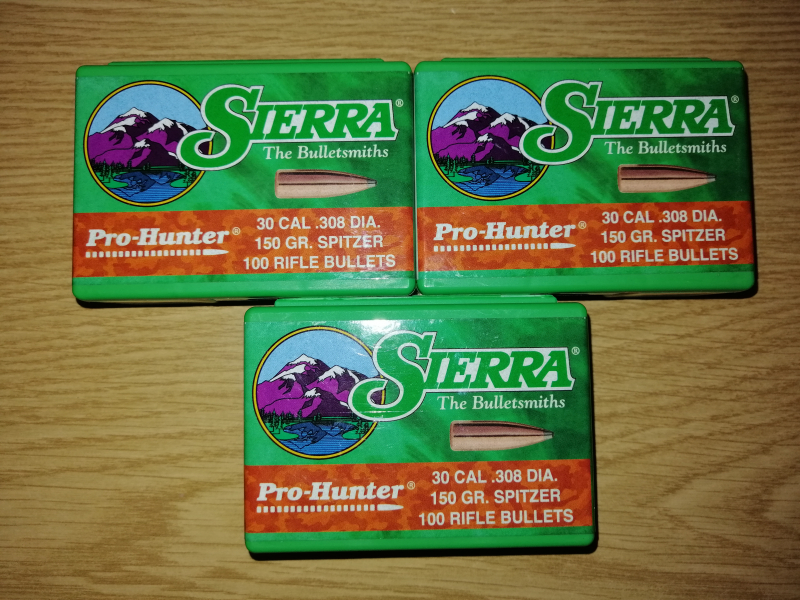 SIERRA®
The Bulletsmiths
Pro-Hunter®
30 CAL .308 DIA.
150 GR. SPITZER
100 RIFLE BULLETS
SIERRA®
The Bulletsmiths
Pro-Hunter®
30 CAL .308 DIA.
150 GR. SPITZER
100 RIFLE BULLETS
SIERRA®
The Bulletsmiths
Pro-Hunter®
30 CAL .308 DIA.
150 GR. SPITZER
100 RIFLE BULLETS